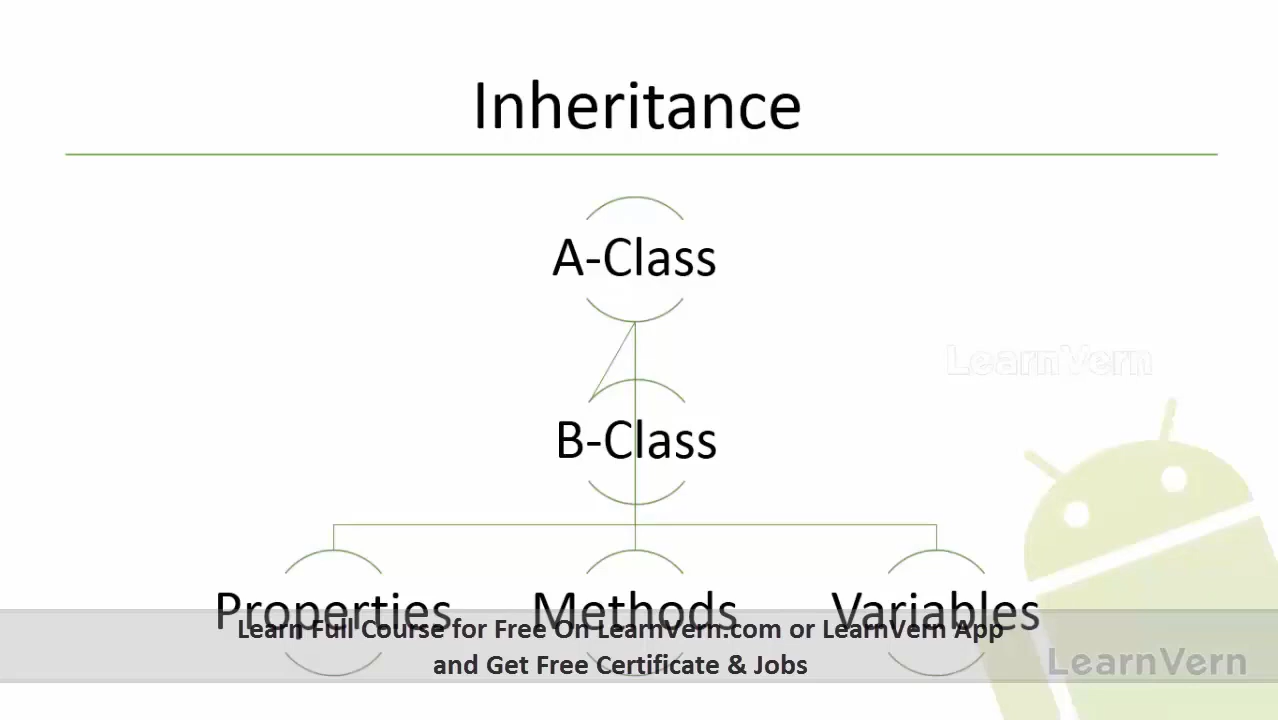 Inheritance
A-Class
LearnVern
B-Class
Properties Methods Variables
Learn Full Course for Free On LearnVern.com or LearnVern App
and Get Free Certificate & Jobs
LearnVern